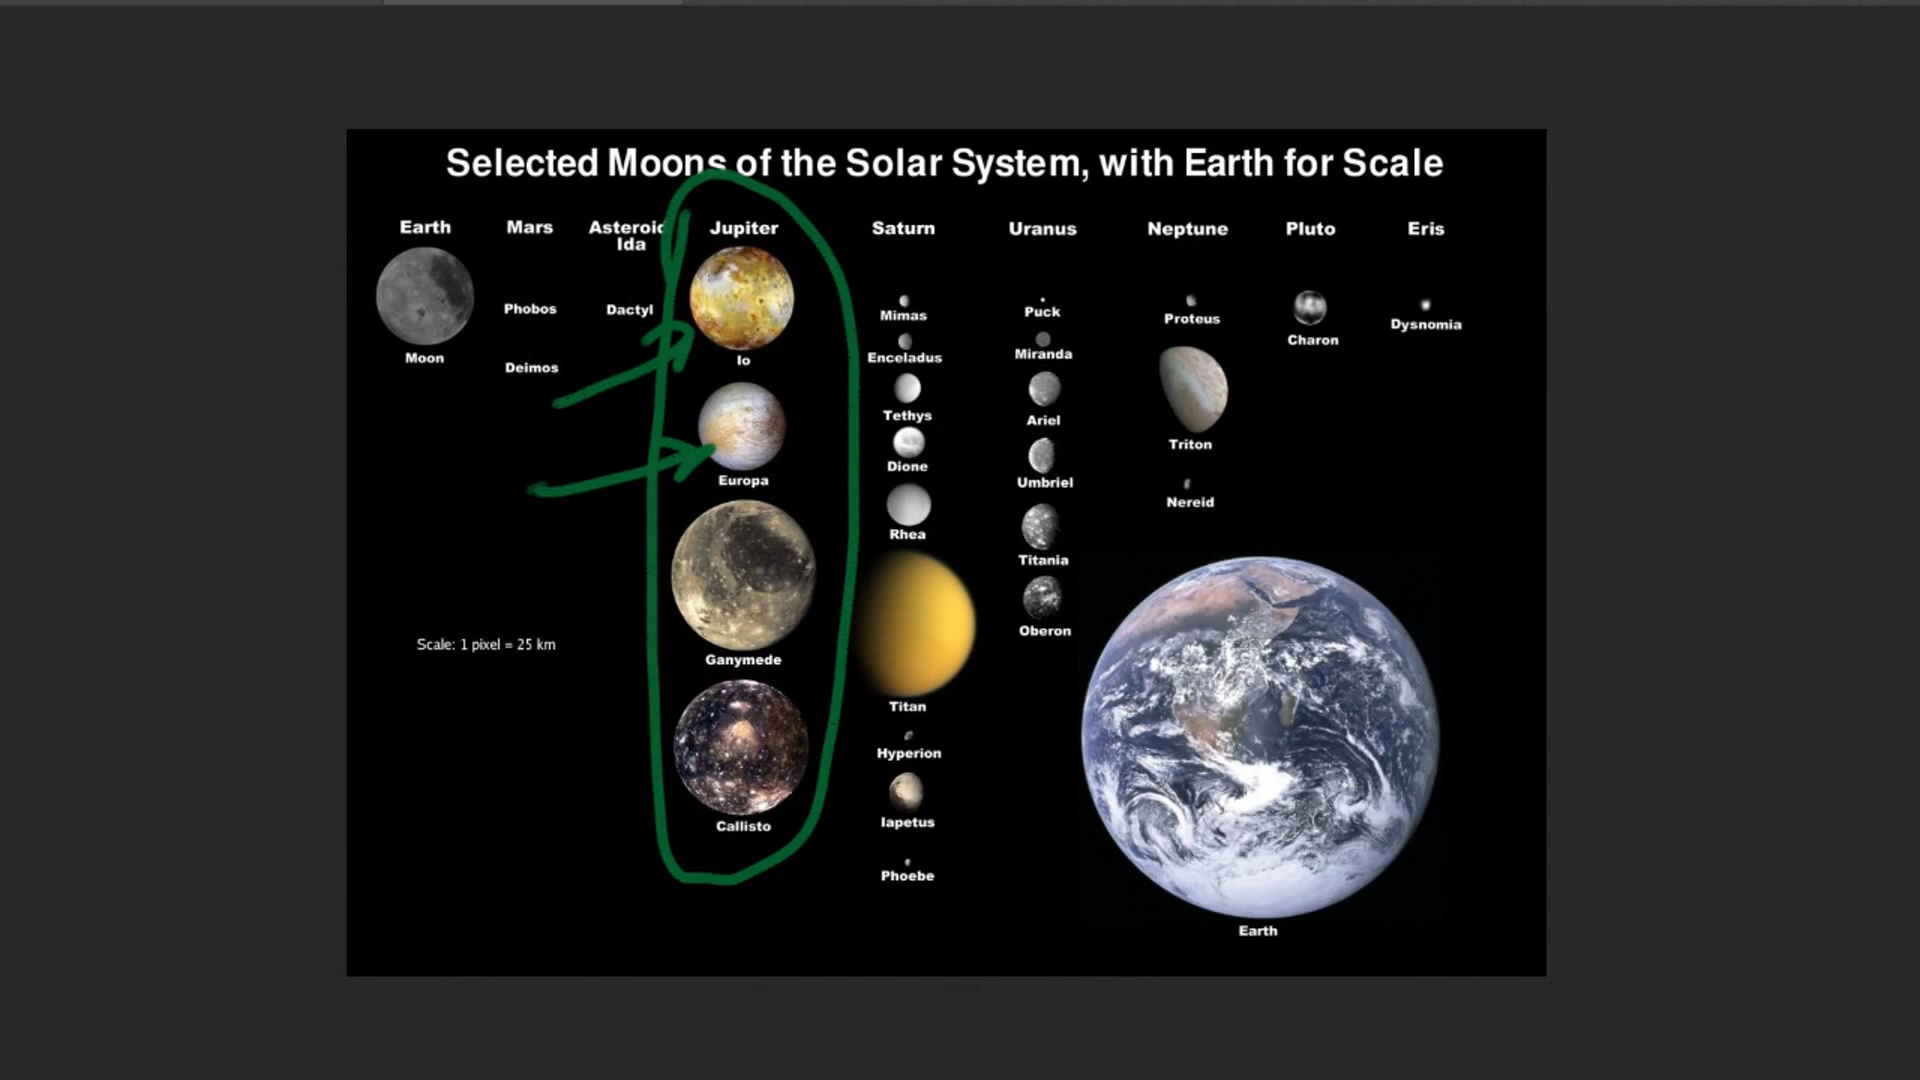 Selected Moons of the Solar System, with Earth for Scale
Earth
Mars
Asteroid
Ida
Jupiter
Saturn
Uranus
Neptune
Pluto
Eris
Moon
Phobos
Deimos
Dactyl
Io
Europa
Ganymede
Callisto
Mimas
Enceladus
Tethys
Dione
Rhea
Titan
Hyperion
Iapetus
Phoebe
Puck
Miranda
Ariel
Umbriel
Titania
Oberon
Proteus
Triton
Nereid
Charon
Dysnomia
Scale: 1 pixel = 25 km
Earth